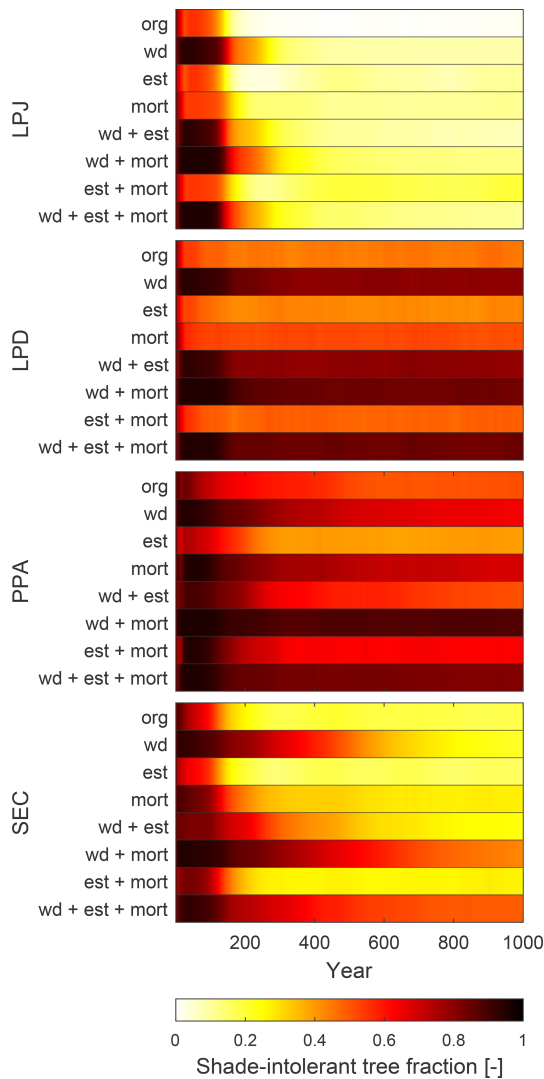 LPJ
org
wd
est
mort
wd + est
wd + mort
est + mort
wd + est + mort
LPD
org
wd
est
mort
wd + est
wd + mort
est + mort
wd + est + mort
PPA
org
wd
est
mort
wd + est
wd + mort
est + mort
wd + est + mort
SEC
org
wd
est
mort
wd + est
wd + mort
est + mort
wd + est + mort
200 400 600 800 1000
Year
0 0.2 0.4 0.6 0.8 1
Shade-intolerant tree fraction [-]